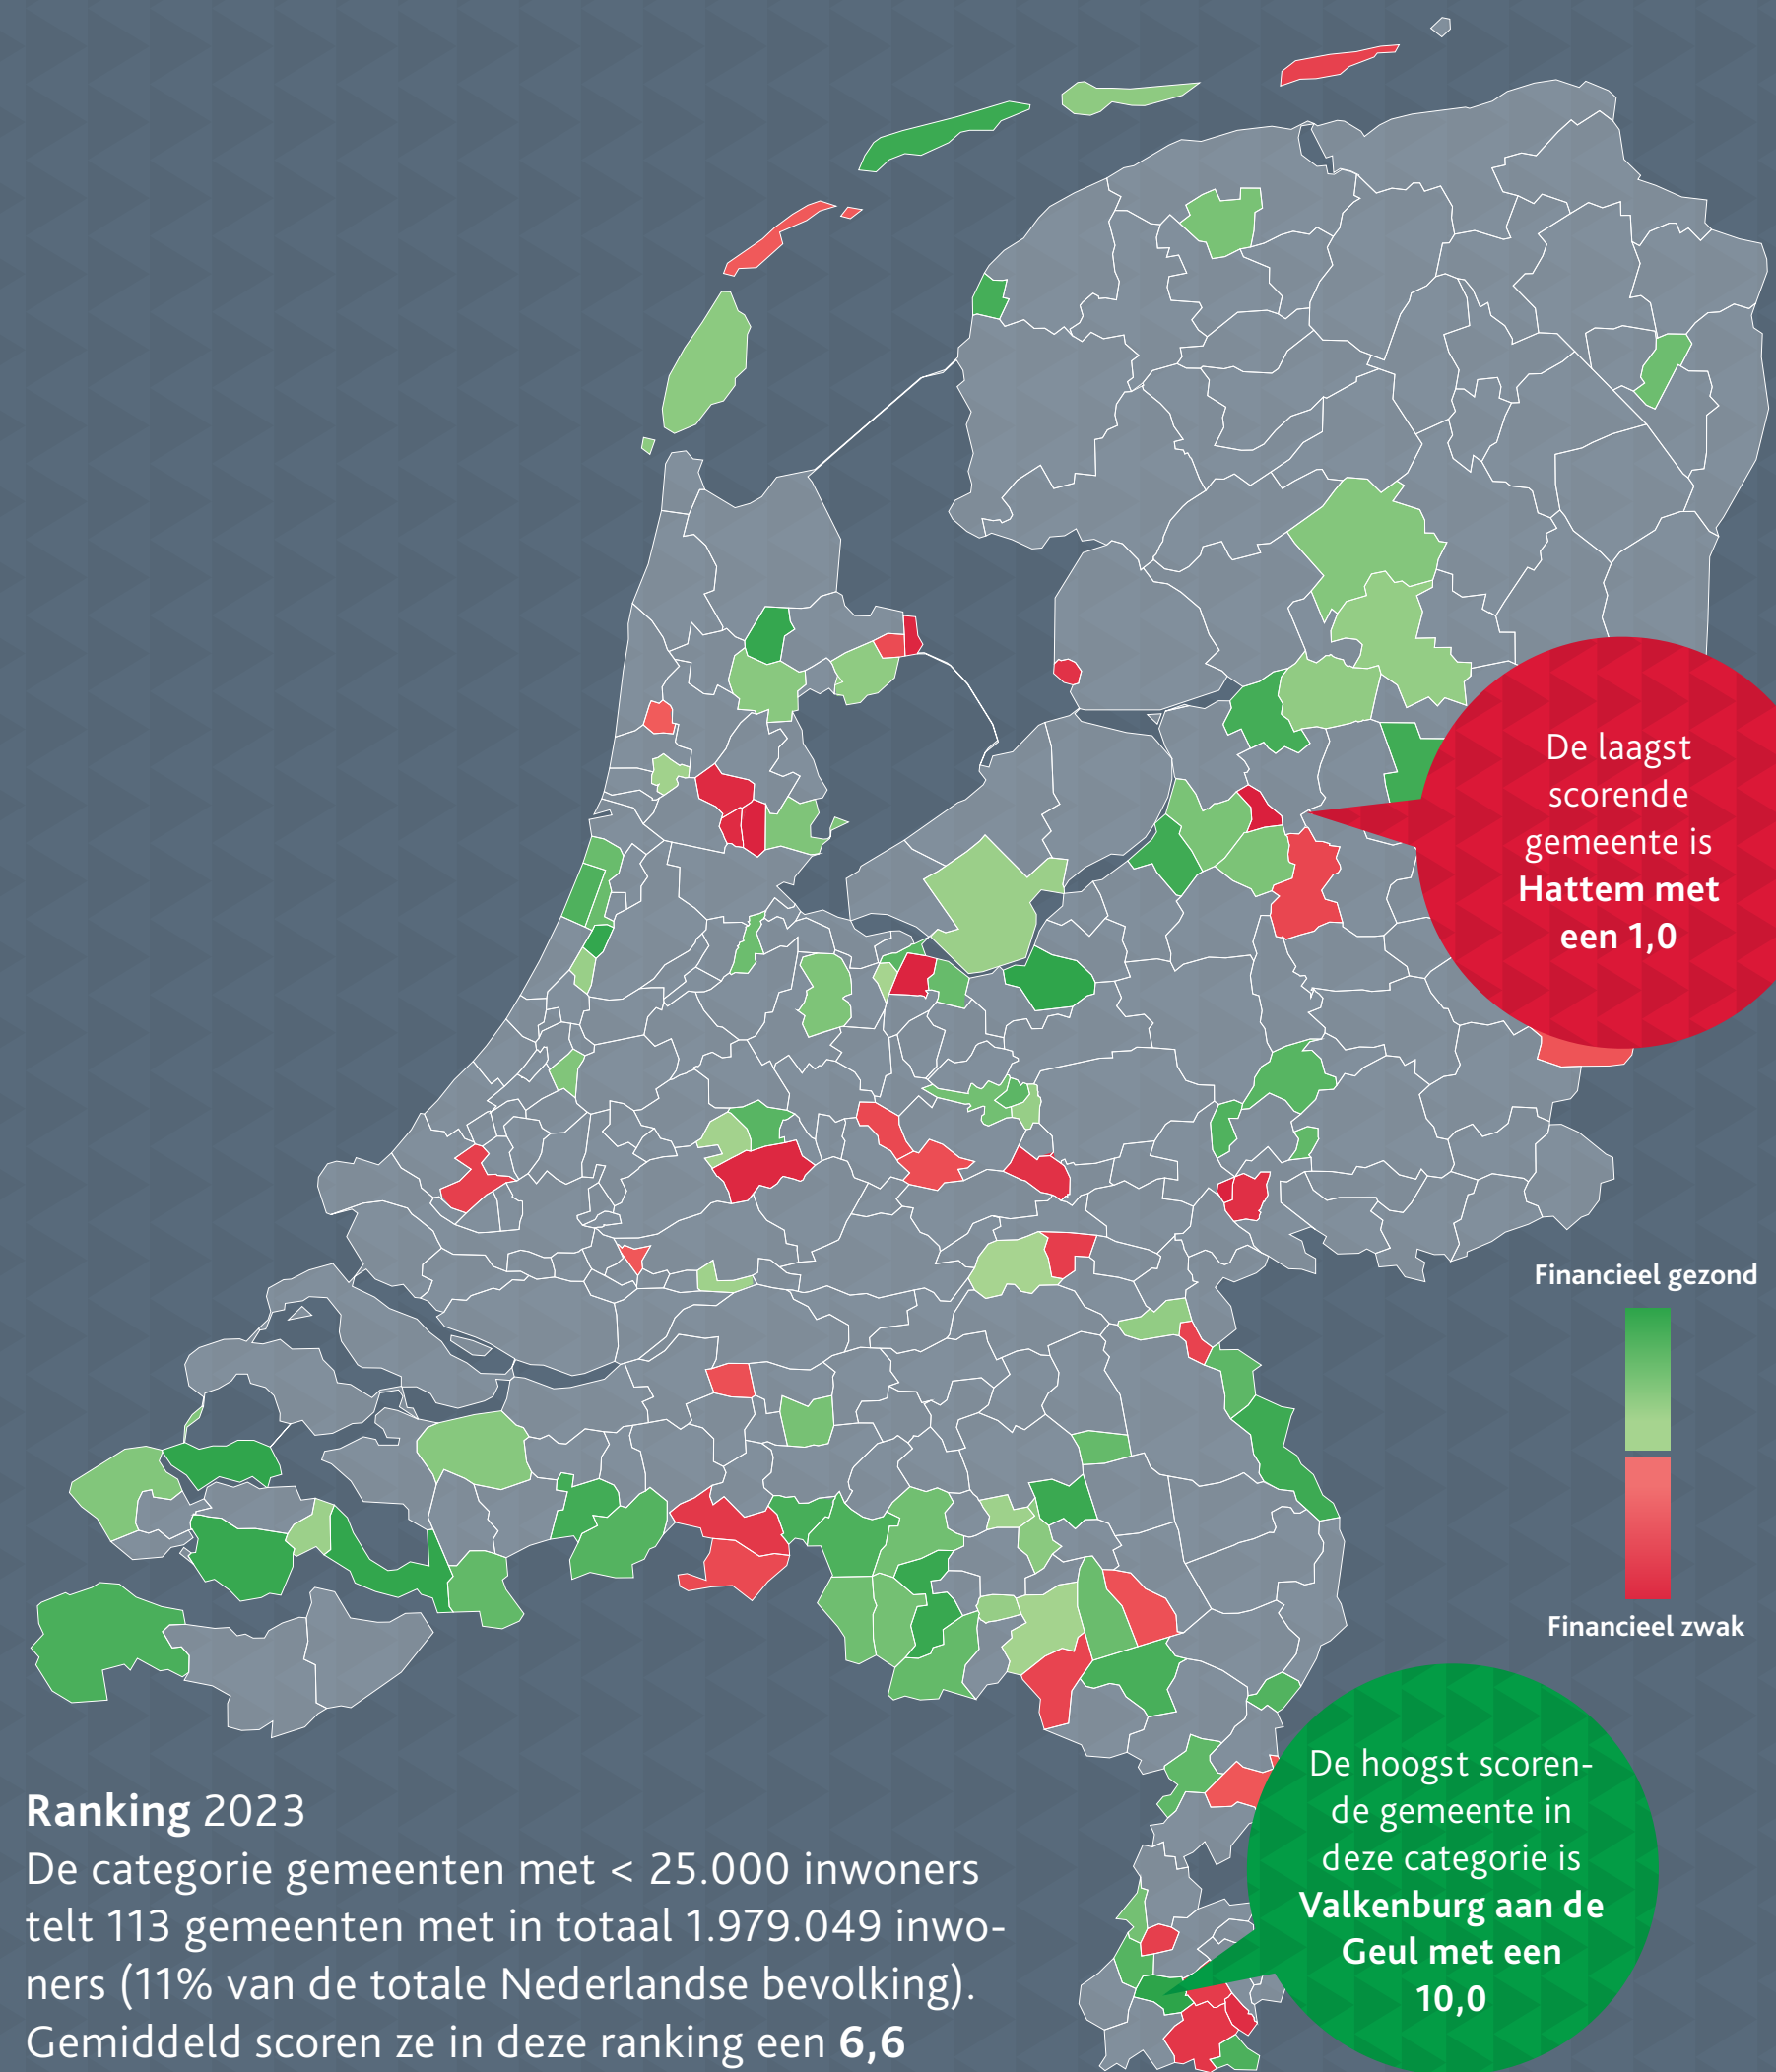 De laagst
scorende
gemeente is
Hattem met
een 1,0
Financieel gezond
Financieel zwak
De hoogst scoren-
de gemeente in
deze categorie is
Valkenburg aan de
Geul met een
10,0
Ranking 2023
De categorie gemeenten met < 25.000 inwoners
telt 113 gemeenten met in totaal 1.979.049 inwo-
ners (11% van de totale Nederlandse bevolking).
Gemiddeld scoren ze in deze ranking een 6,6